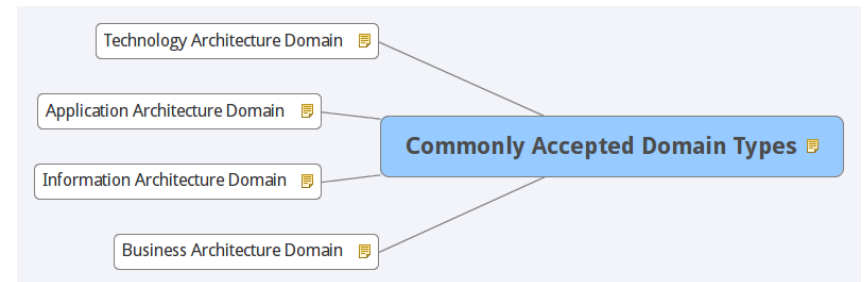 Technology Architecture Domain
Application Architecture Domain
Commonly Accepted Domain Types
Information Architecture Domain
Business Architecture Domain